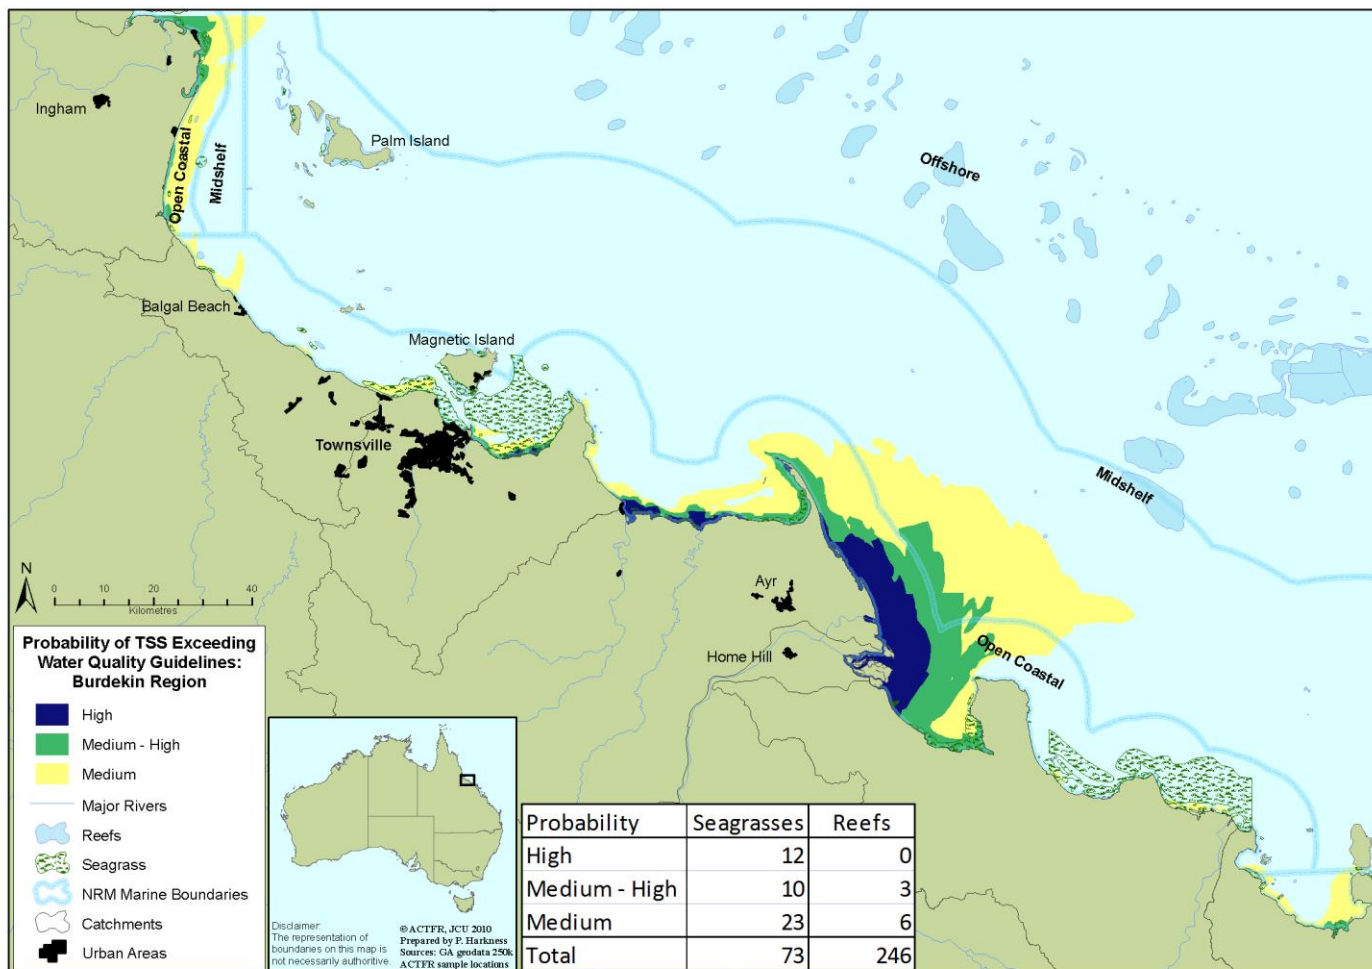 Ingham
Palm Island
Open Coastal
Midshelf
Offshore
Balgal Beach
Magnetic Island
Townsville
Midshelf
Ayr
Home Hill
Open Coastal
N
0 10 20 40
Kilometres
Probability of TSS Exceeding
Water Quality Guidelines:
Burdekin Region
High
Medium - High
Medium
Major Rivers
Reefs
Seagrass
NRM Marine Boundaries
Catchments
Urban Areas
Disclaimer:
The representation of
boundaries on this map is
not necessarily authoritive.
© ACTFR, JCU 2010
Prepared by P. Harkness
Sources: GA geodata 250k
ACTFR sample locations
Probability Seagrasses Reefs
High 12 0
Medium - High 10 3
Medium 23 6
Total 73 246